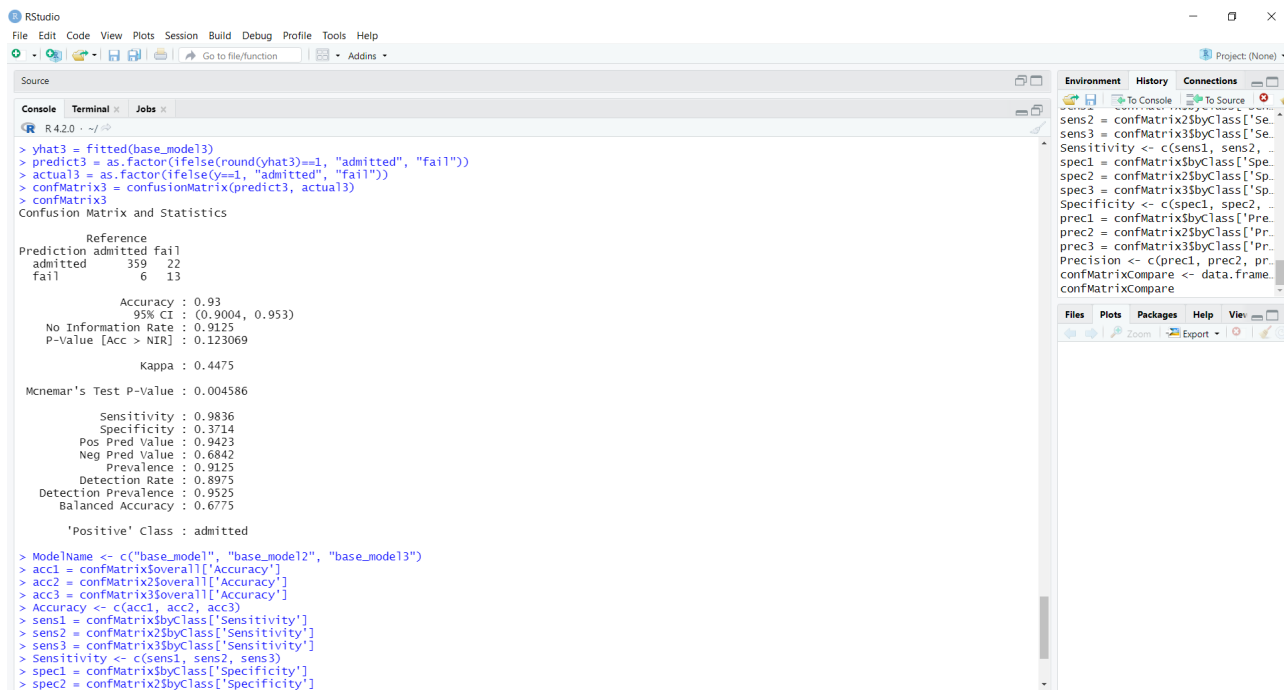 RStudio
File Edit Code View Plots Session Build Debug Profile Tools Help
Go to file/function Addins Project: (None)
Source
Console Terminal Jobs
R 4.2.0 · ~/
> yhat3 = fitted(base_model3)
> predict3 = as.factor(ifelse(round(yhat3)==1, "admitted", "fail"))
> actual3 = as.factor(ifelse(y==1, "admitted", "fail"))
> confMatrix3 = confusionMatrix(predict3, actual3)
> confMatrix3
Confusion Matrix and Statistics
Reference
Prediction admitted fail
admitted 359 22
fail 6 13
Accuracy : 0.93
95% CI : (0.9004, 0.953)
No Information Rate : 0.9125
P-Value [Acc > NIR] : 0.123069
Kappa : 0.4475
Mcnemar's Test P-Value : 0.004586
Sensitivity : 0.9836
Specificity : 0.3714
Pos Pred Value : 0.9423
Neg Pred Value : 0.6842
Prevalence : 0.9125
Detection Rate : 0.8975
Detection Prevalence : 0.9525
Balanced Accuracy : 0.6775
'Positive' Class : admitted
> ModelName <- c("base_model", "base_model2", "base_model3")
> acc1 = confMatrix$overall['Accuracy']
> acc2 = confMatrix2$overall['Accuracy']
> acc3 = confMatrix3$overall['Accuracy']
> Accuracy <- c(acc1, acc2, acc3)
> sens1 = confMatrix$byClass['Sensitivity']
> sens2 = confMatrix2$byClass['Sensitivity']
> sens3 = confMatrix3$byClass['Sensitivity']
> Sensitivity <- c(sens1, sens2, sens3)
> spec1 = confMatrix$byClass['Specificity']
> spec2 = confMatrix2$byClass['Specificity']
Environment History Connections
To Console To Source
sens2 = confMatrix2$byClass['Se…
sens3 = confMatrix3$byClass['Se…
Sensitivity <- c(sens1, sens2, …
spec1 = confMatrix$byClass['Spe…
spec2 = confMatrix2$byClass['Sp…
spec3 = confMatrix3$byClass['Sp…
Specificity <- c(spec1, spec2, …
prec1 = confMatrix$byClass['Pre…
prec2 = confMatrix2$byClass['Pr…
prec3 = confMatrix3$byClass['Pr…
Precision <- c(prec1, prec2, pr…
confMatrixCompare <- data.frame…
confMatrixCompare
Files Plots Packages Help View
Zoom Export